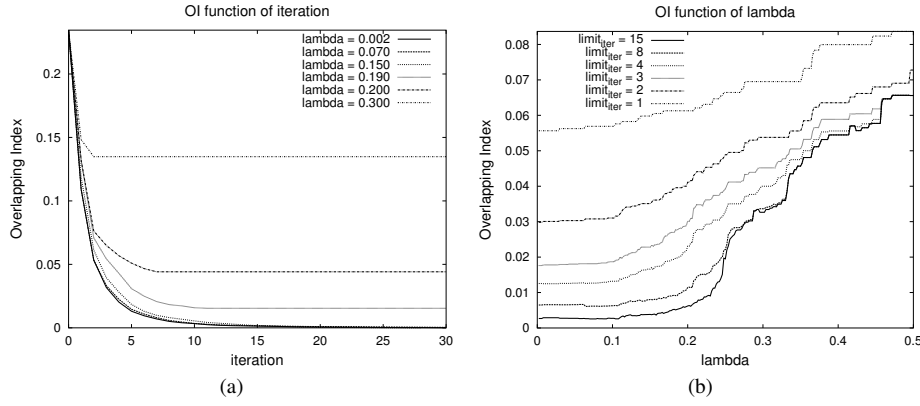 OI function of iteration
lambda = 0.002
lambda = 0.070
lambda = 0.150
lambda = 0.190
lambda = 0.200
lambda = 0.300
0.2
0.15
0.1
0.05
0
Overlapping Index
0 5 10 15 20 25 30
iteration
(a)
OI function of lambda
limit_iter = 15
limit_iter = 8
limit_iter = 4
limit_iter = 3
limit_iter = 2
limit_iter = 1
0.08
0.07
0.06
0.05
0.04
0.03
0.02
0.01
0
Overlapping Index
0 0.1 0.2 0.3 0.4 0.5
lambda
(b)